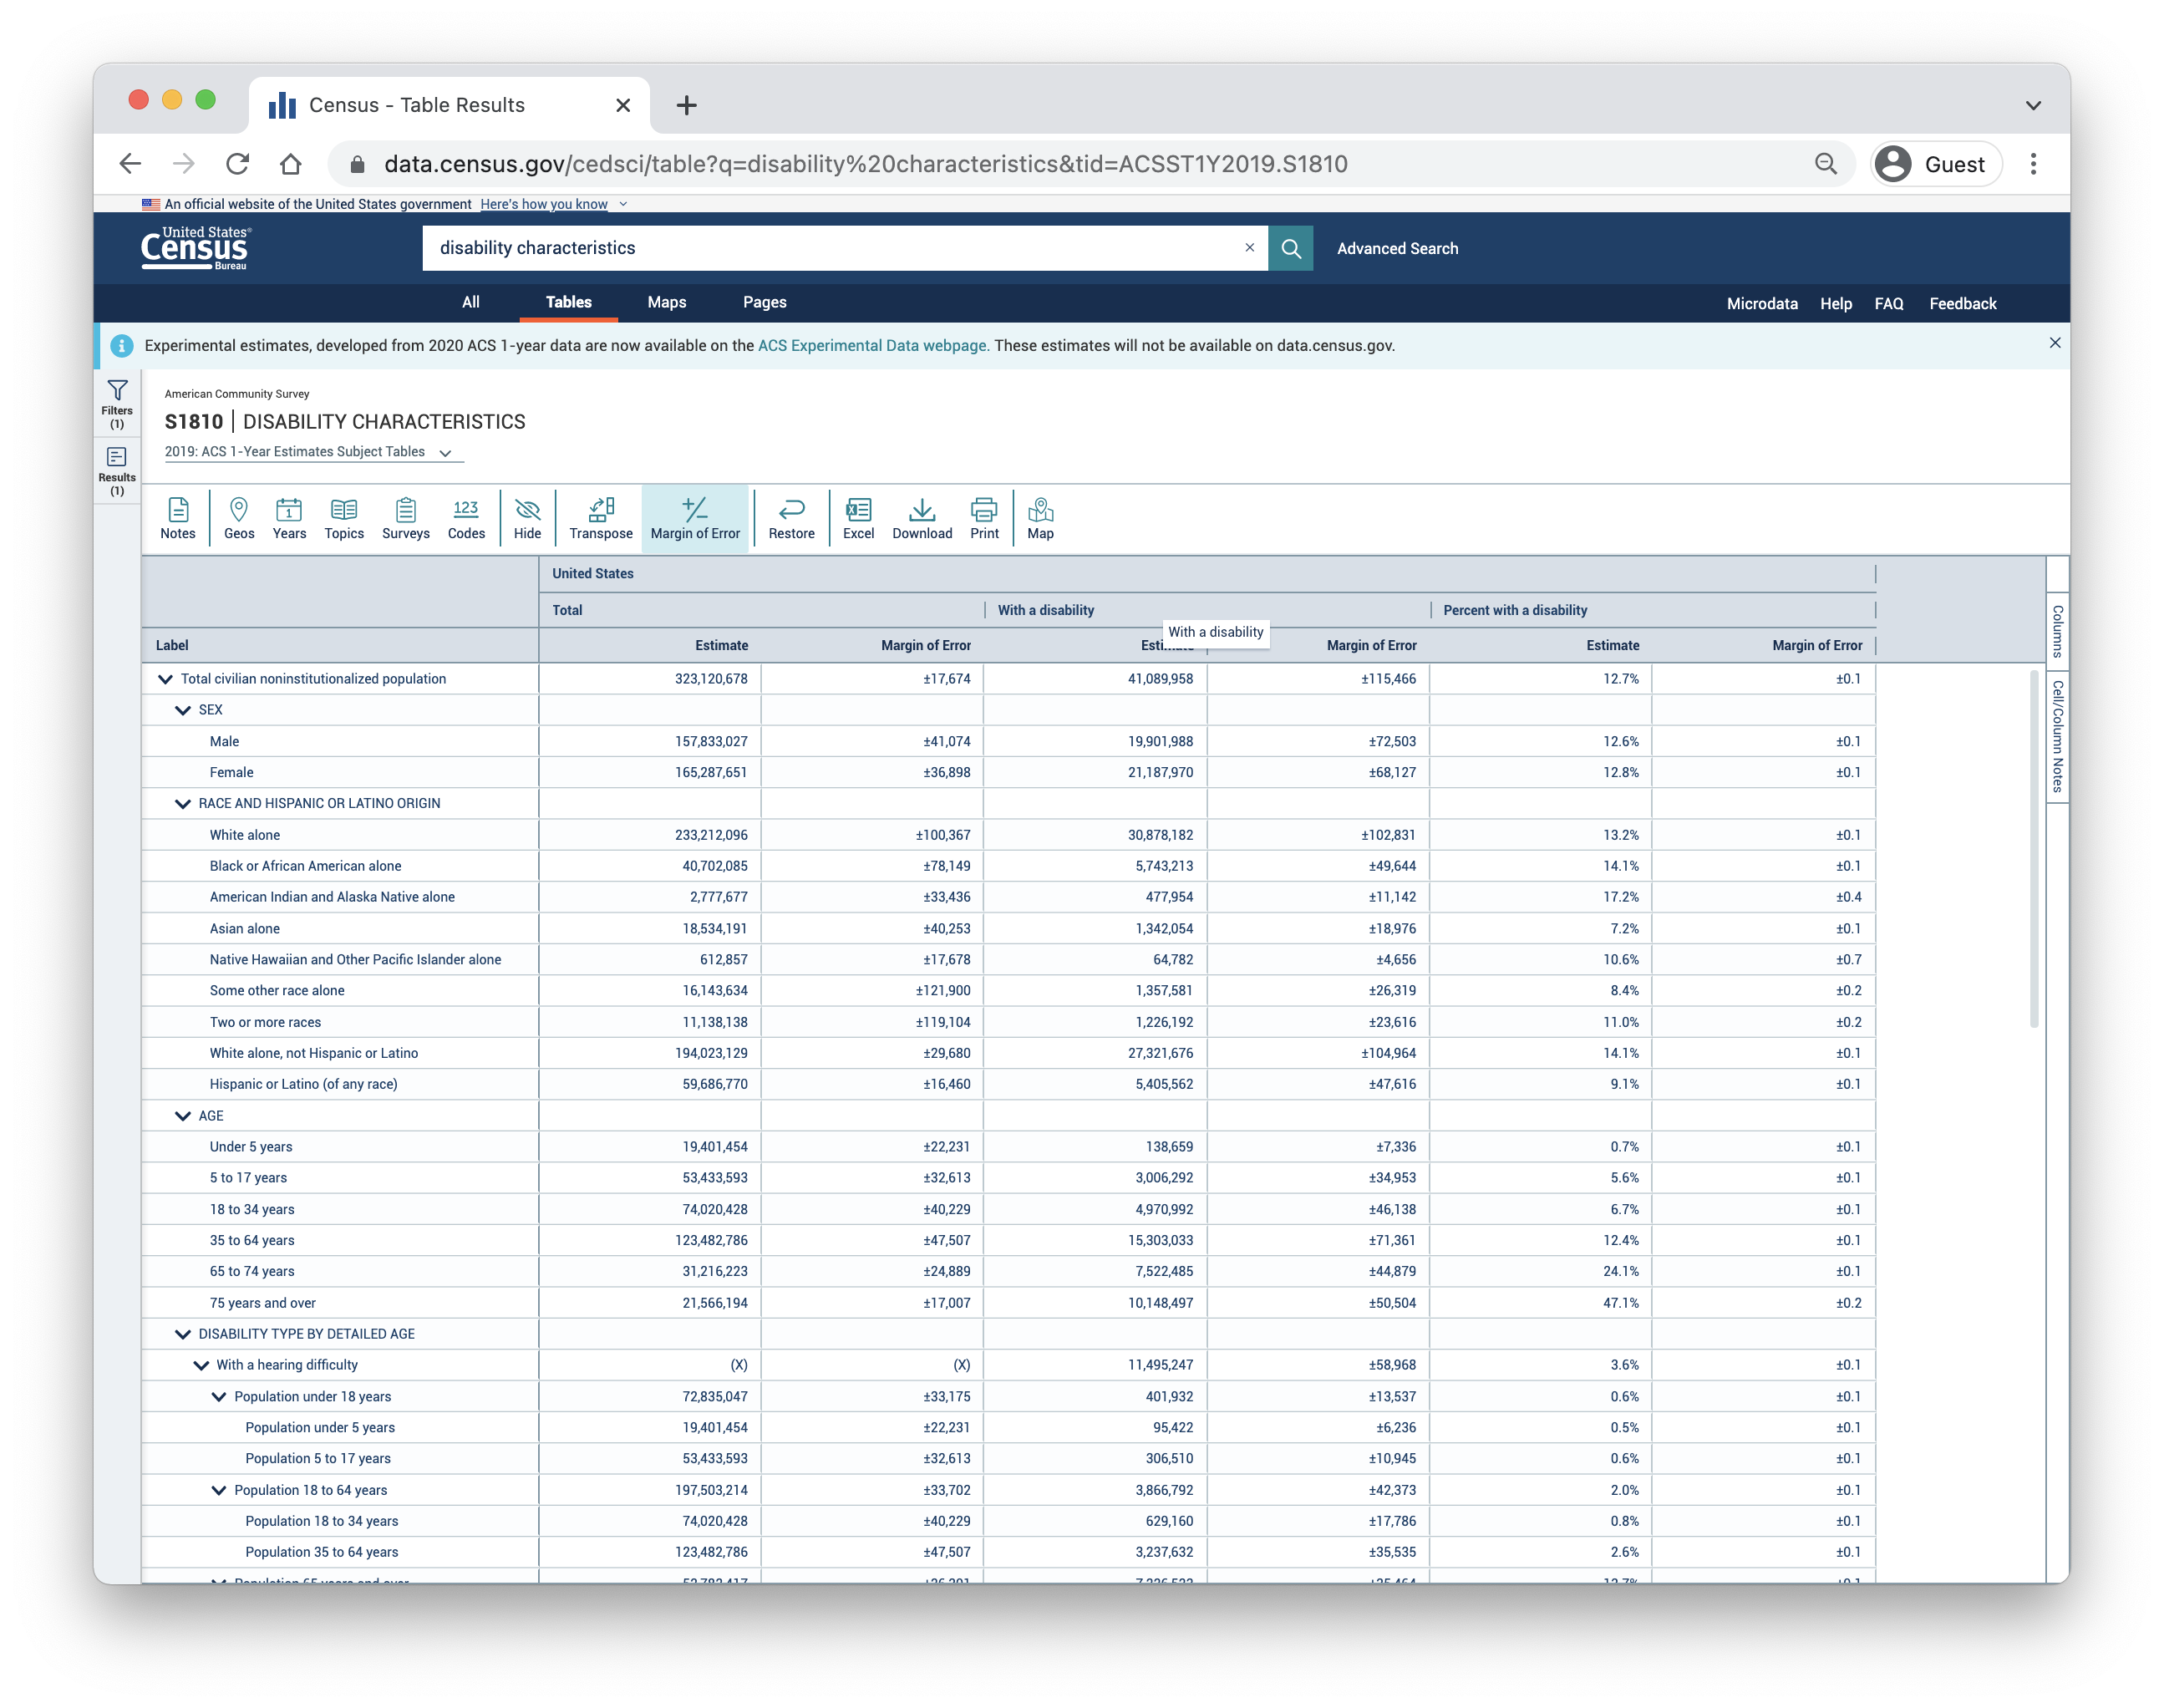 Census - Table Results
data.census.gov/cedsci/table?q=disability%20characteristics&tid=ACSST1Y2019.S1810
Guest
An official website of the United States government Here's how you know
United States®
Census
Bureau
disability characteristics
Advanced Search
All Tables Maps Pages
Microdata Help FAQ Feedback
Experimental estimates, developed from 2020 ACS 1-year data are now available on the ACS Experimental Data webpage. These estimates will not be available on data.census.gov.
Filters
(1)
Results
(1)
American Community Survey
S1810 | DISABILITY CHARACTERISTICS
2019: ACS 1-Year Estimates Subject Tables
Notes Geos Years Topics Surveys Codes Hide Transpose Margin of Error Restore Excel Download Print Map
United States
Total With a disability Percent with a disability
With a disability
Label Estimate Margin of Error Estimate Margin of Error Estimate Margin of Error
Columns
Cell/Column Notes
Total civilian noninstitutionalized population 323,120,678 ±17,674 41,089,958 ±115,466 12.7% ±0.1
SEX
Male 157,833,027 ±41,074 19,901,988 ±72,503 12.6% ±0.1
Female 165,287,651 ±36,898 21,187,970 ±68,127 12.8% ±0.1
RACE AND HISPANIC OR LATINO ORIGIN
White alone 233,212,096 ±100,367 30,878,182 ±102,831 13.2% ±0.1
Black or African American alone 40,702,085 ±78,149 5,743,213 ±49,644 14.1% ±0.1
American Indian and Alaska Native alone 2,777,677 ±33,436 477,954 ±11,142 17.2% ±0.4
Asian alone 18,534,191 ±40,253 1,342,054 ±18,976 7.2% ±0.1
Native Hawaiian and Other Pacific Islander alone 612,857 ±17,678 64,782 ±4,656 10.6% ±0.7
Some other race alone 16,143,634 ±121,900 1,357,581 ±26,319 8.4% ±0.2
Two or more races 11,138,138 ±119,104 1,226,192 ±23,616 11.0% ±0.2
White alone, not Hispanic or Latino 194,023,129 ±29,680 27,321,676 ±104,964 14.1% ±0.1
Hispanic or Latino (of any race) 59,686,770 ±16,460 5,405,562 ±47,616 9.1% ±0.1
AGE
Under 5 years 19,401,454 ±22,231 138,659 ±7,336 0.7% ±0.1
5 to 17 years 53,433,593 ±32,613 3,006,292 ±34,953 5.6% ±0.1
18 to 34 years 74,020,428 ±40,229 4,970,992 ±46,138 6.7% ±0.1
35 to 64 years 123,482,786 ±47,507 15,303,033 ±71,361 12.4% ±0.1
65 to 74 years 31,216,223 ±24,889 7,522,485 ±44,879 24.1% ±0.1
75 years and over 21,566,194 ±17,007 10,148,497 ±50,504 47.1% ±0.2
DISABILITY TYPE BY DETAILED AGE
With a hearing difficulty (X) (X) 11,495,247 ±58,968 3.6% ±0.1
Population under 18 years 72,835,047 ±33,175 401,932 ±13,537 0.6% ±0.1
Population under 5 years 19,401,454 ±22,231 95,422 ±6,236 0.5% ±0.1
Population 5 to 17 years 53,433,593 ±32,613 306,510 ±10,945 0.6% ±0.1
Population 18 to 64 years 197,503,214 ±33,702 3,866,792 ±42,373 2.0% ±0.1
Population 18 to 34 years 74,020,428 ±40,229 629,160 ±17,786 0.8% ±0.1
Population 35 to 64 years 123,482,786 ±47,507 3,237,632 ±35,535 2.6% ±0.1
Population 65 years and over